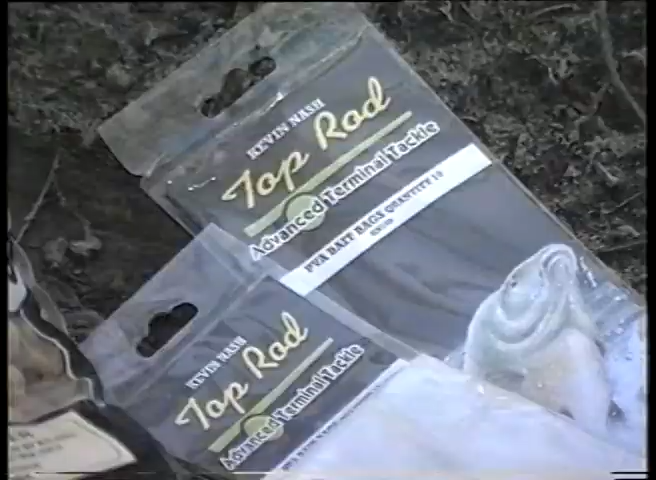 KEVIN NASH
Top Rod
Advanced Terminal Tackle
PVA BAIT BAGS QUANTITY 10
KEVIN NASH
Top Rod
Advanced Terminal Tackle